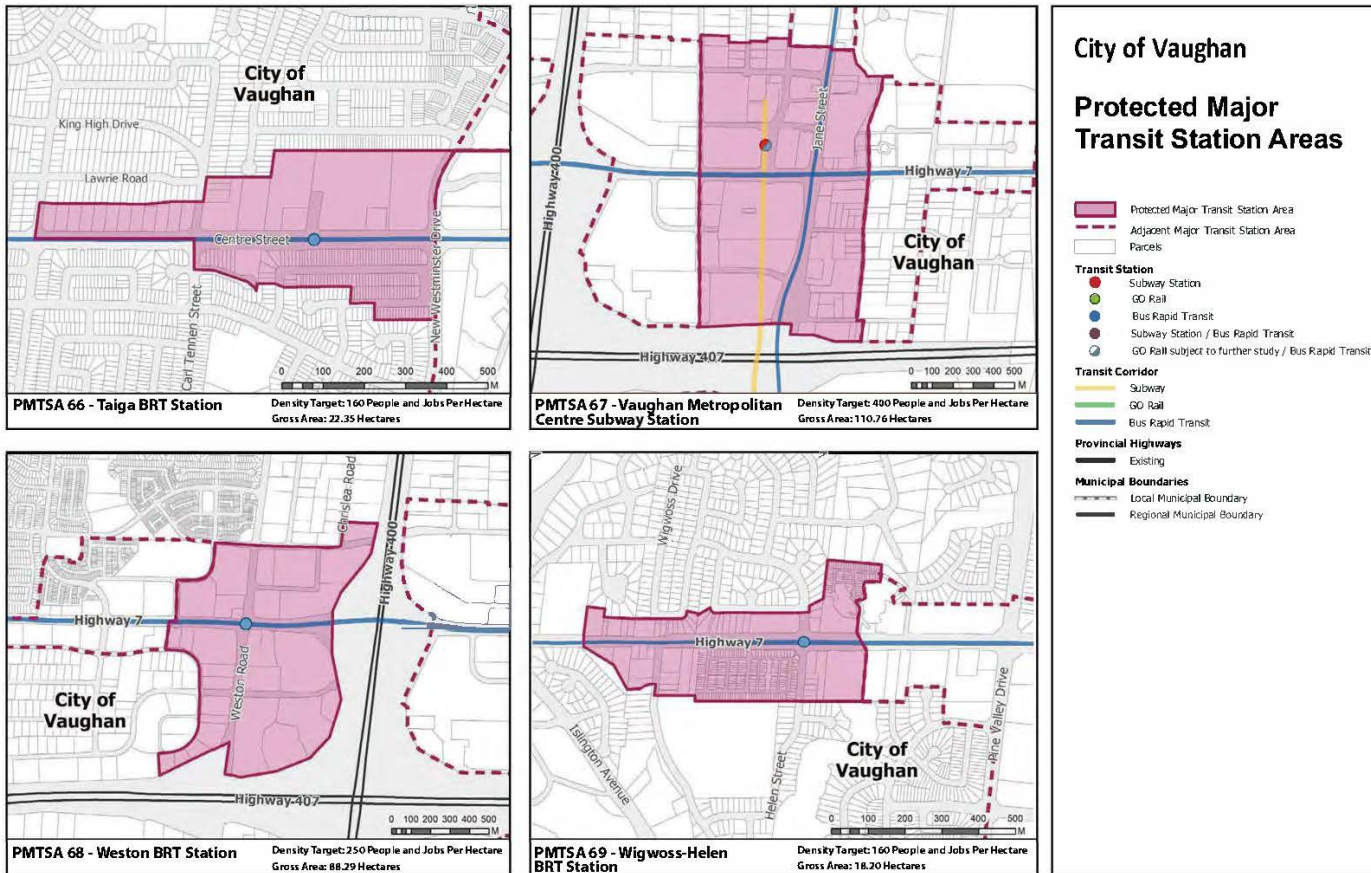 City of
Vaughan
King High Drive
Lawrie Road
Centre Street
Carl Tennen Street
New Westminster Drive
0 100 200 300 400 500
M
PMTSA 66 - Taiga BRT Station
Density Target: 160 People and Jobs Per Hectare
Gross Area: 22.35 Hectares
Highway 400
Jane Street
Highway 7
City of
Vaughan
Highway 407
0 100 200 300 400 500
M
PMTSA 67 - Vaughan Metropolitan
Centre Subway Station
Density Target: 400 People and Jobs Per Hectare
Gross Area: 110.76 Hectares
Chrislea Road
Highway 400
Highway 7
Weston Road
City of
Vaughan
Highway 407
0 100 200 300 400 500
M
PMTSA 68 - Weston BRT Station
Density Target: 250 People and Jobs Per Hectare
Gross Area: 88.29 Hectares
Wigwoss Drive
Highway 7
Islington Avenue
Helen Street
Pine Valley Drive
City of
Vaughan
0 100 200 300 400 500
M
PMTSA 69 - Wigwoss-Helen
BRT Station
Density Target: 160 People and Jobs Per Hectare
Gross Area: 18.20 Hectares
City of Vaughan
Protected Major
Transit Station Areas
Protected Major Transit Station Area
Adjacent Major Transit Station Area
Parcels
Transit Station
Subway Station
GO Rail
Bus Rapid Transit
Subway Station / Bus Rapid Transit
GO Rail subject to further study / Bus Rapid Transit
Transit Corridor
Subway
GO Rail
Bus Rapid Transit
Provincial Highways
Existing
Municipal Boundaries
Local Municipal Boundary
Regional Municipal Boundary